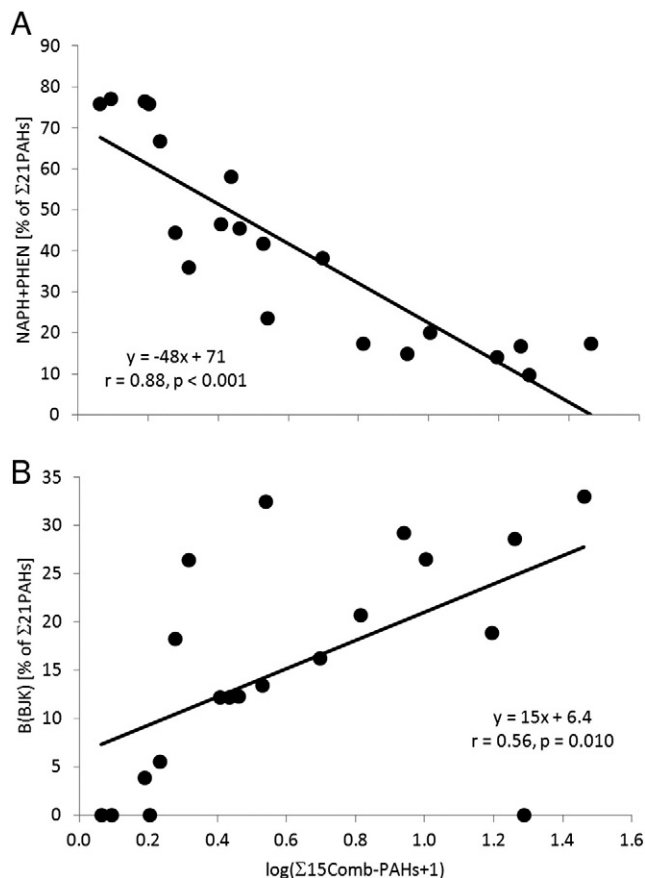 A
NAPH+PHEN [% of Σ21PAHs]
90
80
70
60
50
40
30
20
10
0
y = -48x + 71
r = 0.88, p < 0.001
B
B(BJK) [% of Σ21PAHs]
35
30
25
20
15
10
5
0
y = 15x + 6.4
r = 0.56, p = 0.010
0.0 0.2 0.4 0.6 0.8 1.0 1.2 1.4 1.6
log(Σ15Comb-PAHs+1)